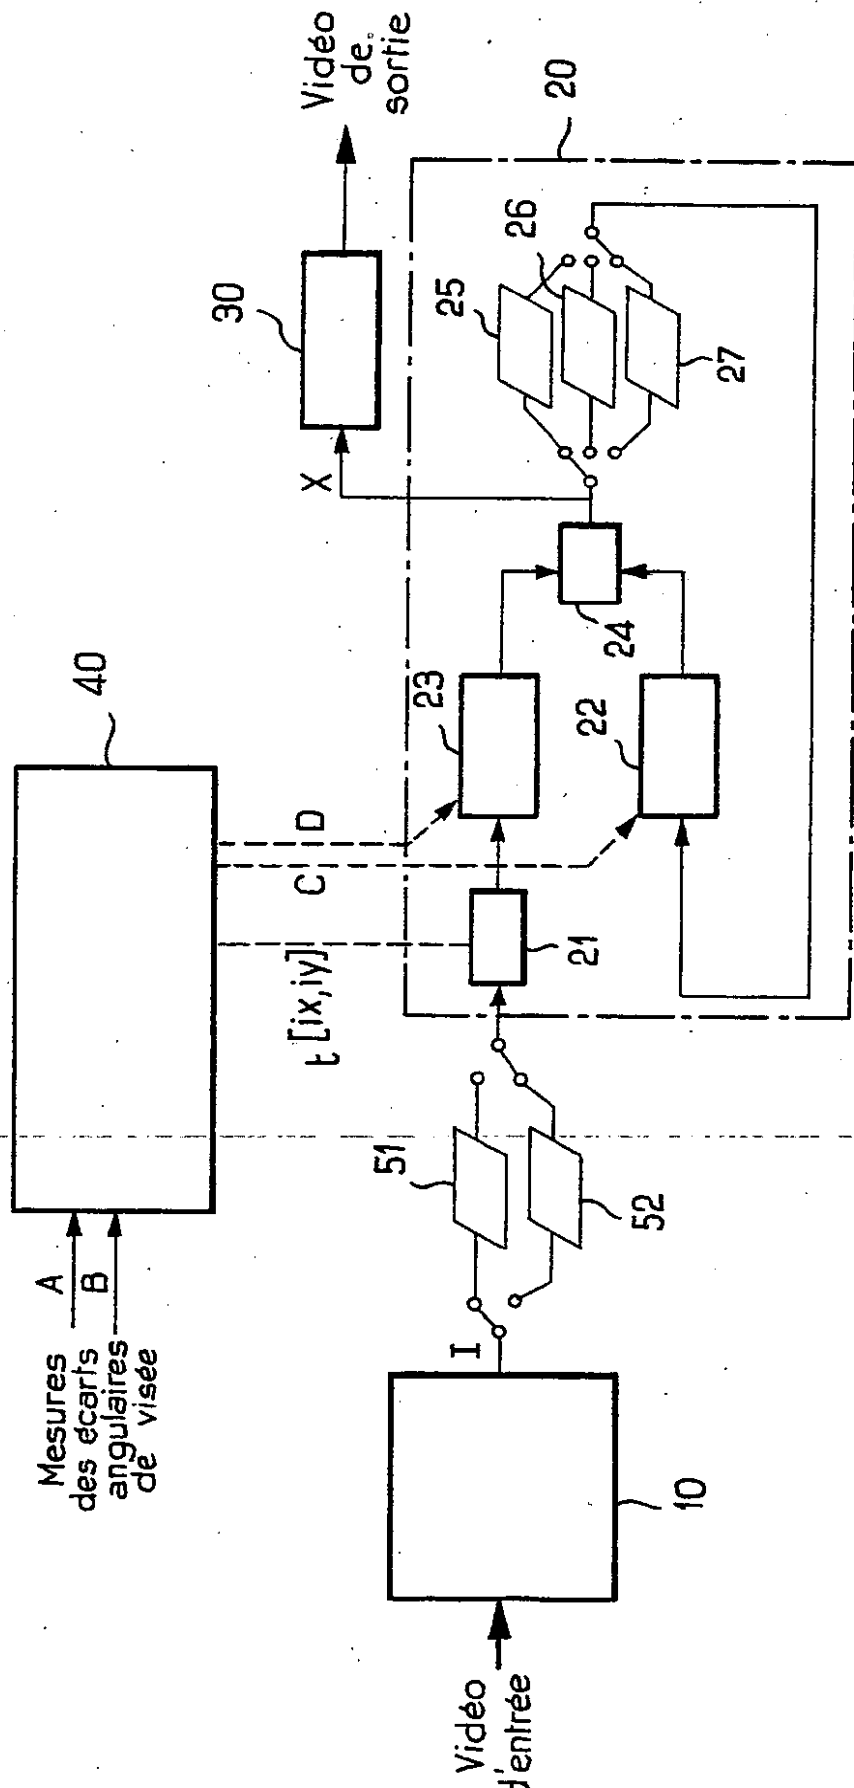 Mesures
des écarts
angulaires
de visée
A
B
40
t [ix,iy]
C
D
Vidéo
d'entrée
10
I
51
52
20
21
22
23
24
25
26
27
X
30
Vidéo
de
sortie